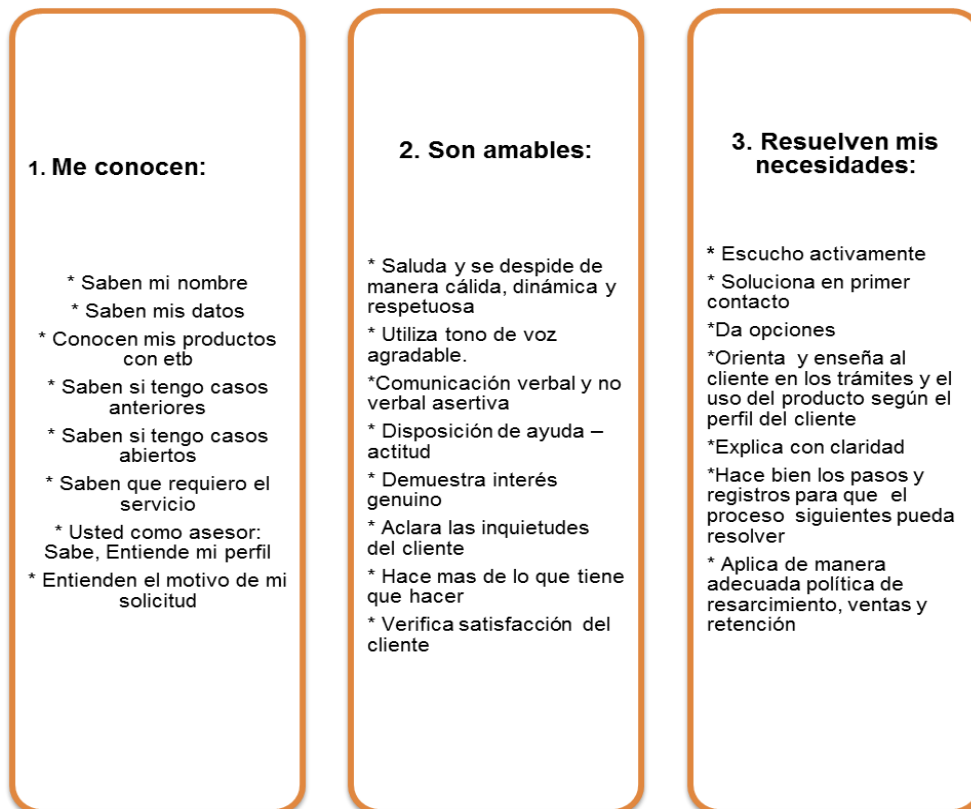 1. Me conocen:
* Saben mi nombre
* Saben mis datos
* Conocen mis productos
con etb
* Saben si tengo casos
anteriores
* Saben si tengo casos
abiertos
* Saben que requiero el
servicio
* Usted como asesor:
Sabe, Entiende mi perfil
* Entienden el motivo de mi
solicitud
2. Son amables:
* Saluda y se despide de
manera cálida, dinámica y
respetuosa
* Utiliza tono de voz
agradable.
*Comunicación verbal y no
verbal asertiva
* Disposición de ayuda –
actitud
* Demuestra interés
genuino
* Aclara las inquietudes
del cliente
* Hace mas de lo que tiene
que hacer
* Verifica satisfacción del
cliente
3. Resuelven mis
necesidades:
* Escucho activamente
* Soluciona en primer
contacto
*Da opciones
*Orienta y enseña al
cliente en los trámites y el
uso del producto según el
perfil del cliente
*Explica con claridad
*Hace bien los pasos y
registros para que el
proceso siguientes pueda
resolver
* Aplica de manera
adecuada política de
resarcimiento, ventas y
retención